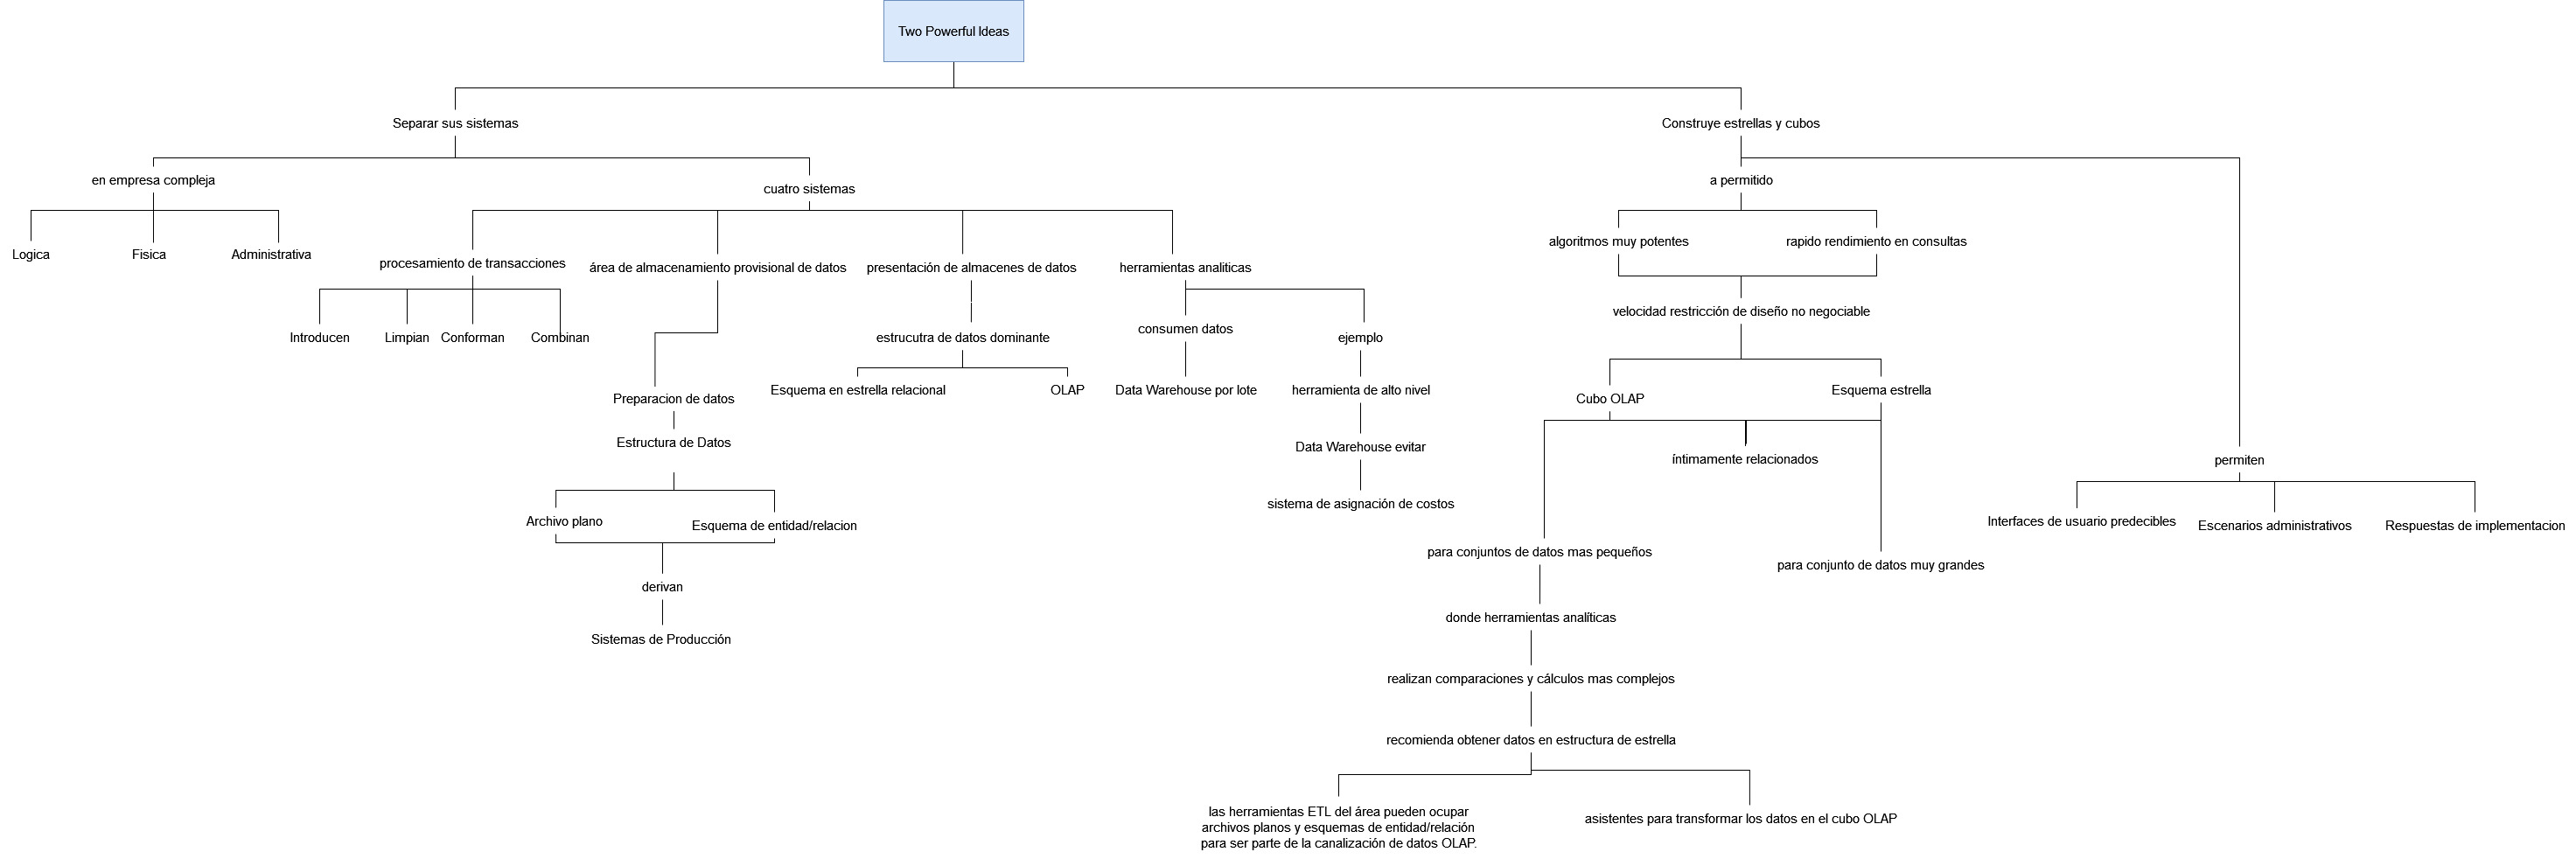 Two Powerful Ideas
Separar sus sistemas
Construye estrellas y cubos
en empresa compleja
cuatro sistemas
a permitido
Logica
Fisica
Administrativa
procesamiento de transacciones
área de almacenamiento provisional de datos
presentación de almacenes de datos
herramientas analiticas
algoritmos muy potentes
rapido rendimiento en consultas
Introducen
Limpian
Conforman
Combinan
estrucutra de datos dominante
consumen datos
ejemplo
velocidad restricción de diseño no negociable
Preparacion de datos
Esquema en estrella relacional
OLAP
Data Warehouse por lote
herramienta de alto nivel
Cubo OLAP
Esquema estrella
Estructura de Datos
Data Warehouse evitar
íntimamente relacionados
permiten
sistema de asignación de costos
Archivo plano
Esquema de entidad/relacion
Interfaces de usuario predecibles
Escenarios administrativos
Respuestas de implementacion
para conjuntos de datos mas pequeños
para conjunto de datos muy grandes
derivan
donde herramientas analíticas
Sistemas de Producción
realizan comparaciones y cálculos mas complejos
recomienda obtener datos en estructura de estrella
las herramientas ETL del área pueden ocupar
archivos planos y esquemas de entidad/relación
para ser parte de la canalización de datos OLAP.
asistentes para transformar los datos en el cubo OLAP